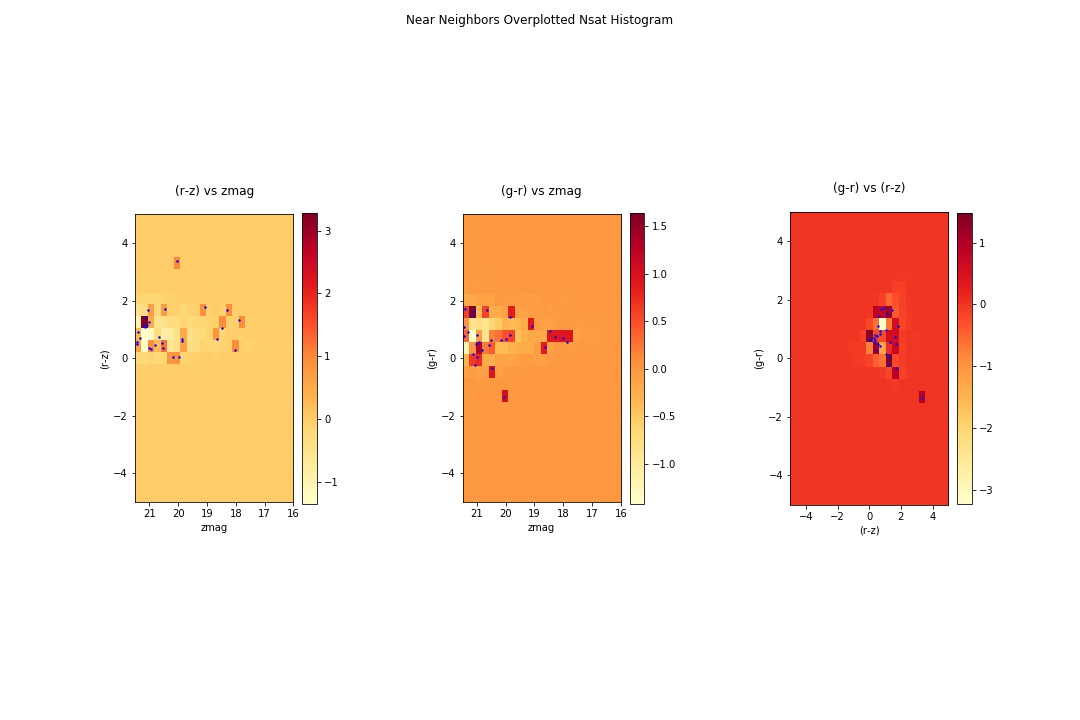 Near Neighbors Overplotted Nsat Histogram
(r-z) vs zmag
4
2
0
−2
−4
(r-z)
21 20 19 18 17 16
zmag
3
2
1
0
−1
(g-r) vs zmag
4
2
0
−2
−4
(g-r)
21 20 19 18 17 16
zmag
1.5
1.0
0.5
0.0
−0.5
−1.0
(g-r) vs (r-z)
4
2
0
−2
−4
(g-r)
−4 −2 0 2 4
(r-z)
1
0
−1
−2
−3